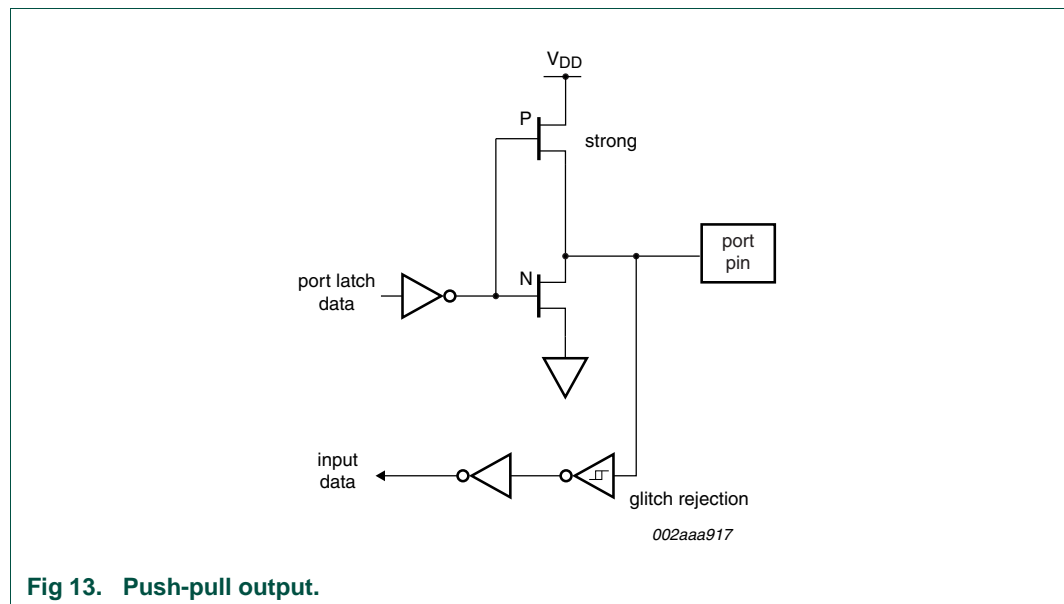 VDD
P
strong
port
pin
N
port latch
data
input
data
glitch rejection
002aaa917
Fig 13. Push-pull output.